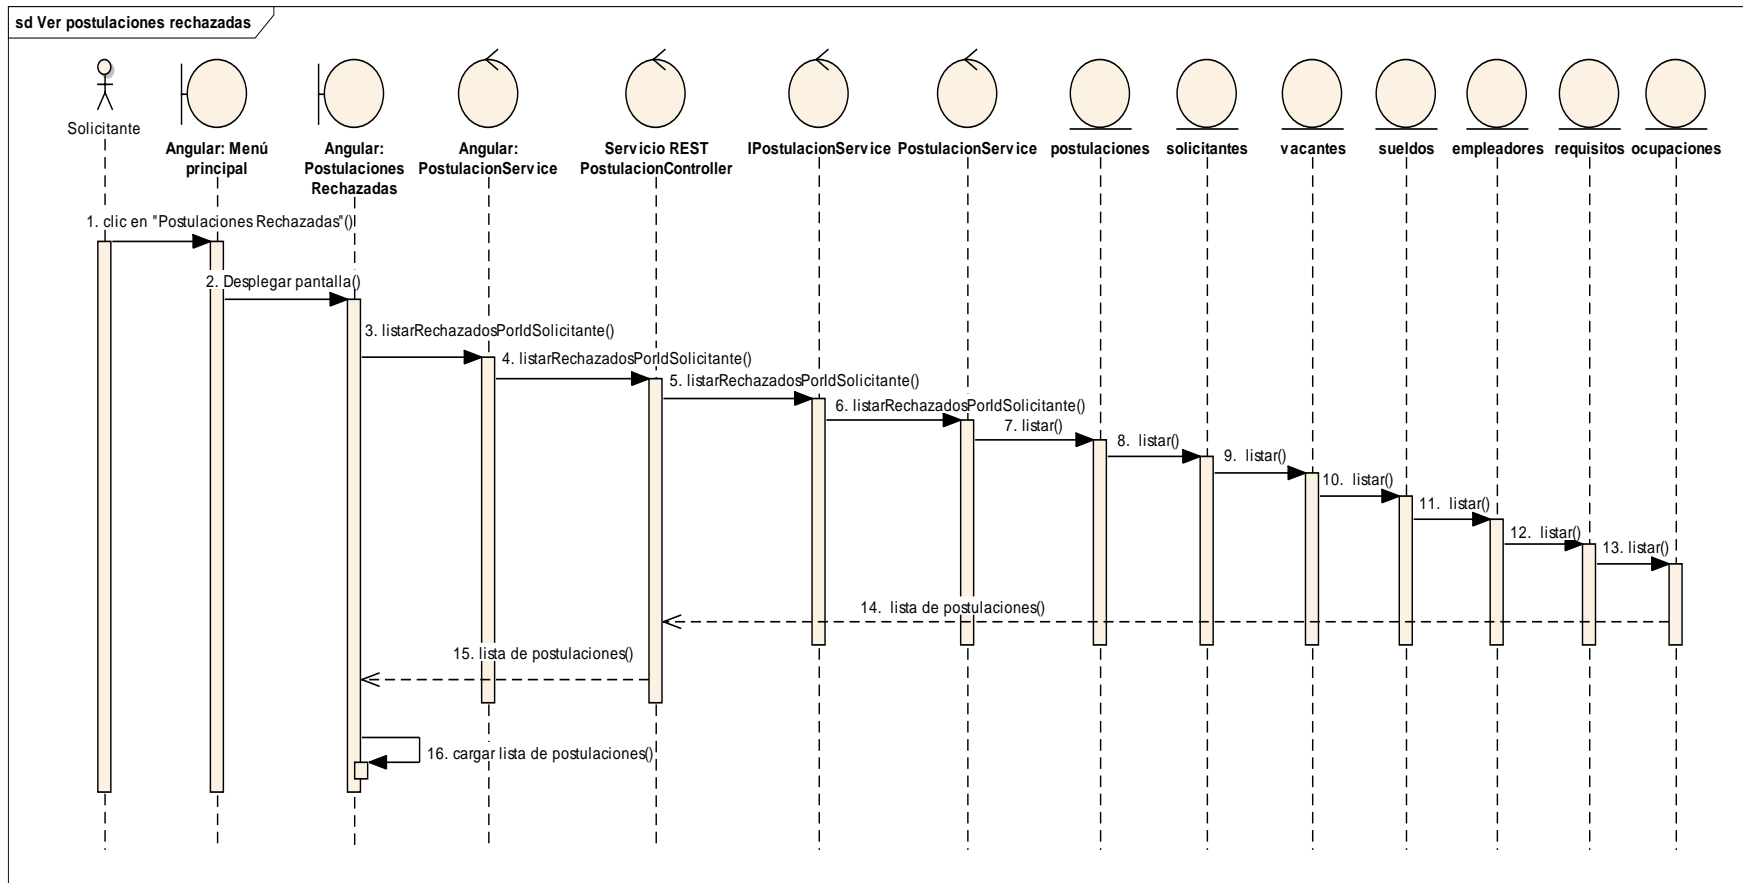 sd Ver postulaciones rechazadas
Solicitante
Angular: Menú
principal
Angular:
Postulaciones
Rechazadas
Angular:
PostulacionService
Servicio REST
PostulacionController
IPostulacionService
PostulacionService
postulaciones
solicitantes
vacantes
sueldos
empleadores
requisitos
ocupaciones
1. clic en "Postulaciones Rechazadas"()
2. Desplegar pantalla()
3. listarRechazadosPorIdSolicitante()
4. listarRechazadosPorIdSolicitante()
5. listarRechazadosPorIdSolicitante()
6. listarRechazadosPorIdSolicitante()
7. listar()
8. listar()
9. listar()
10. listar()
11. listar()
12. listar()
13. listar()
14. lista de postulaciones()
15. lista de postulaciones()
16. cargar lista de postulaciones()